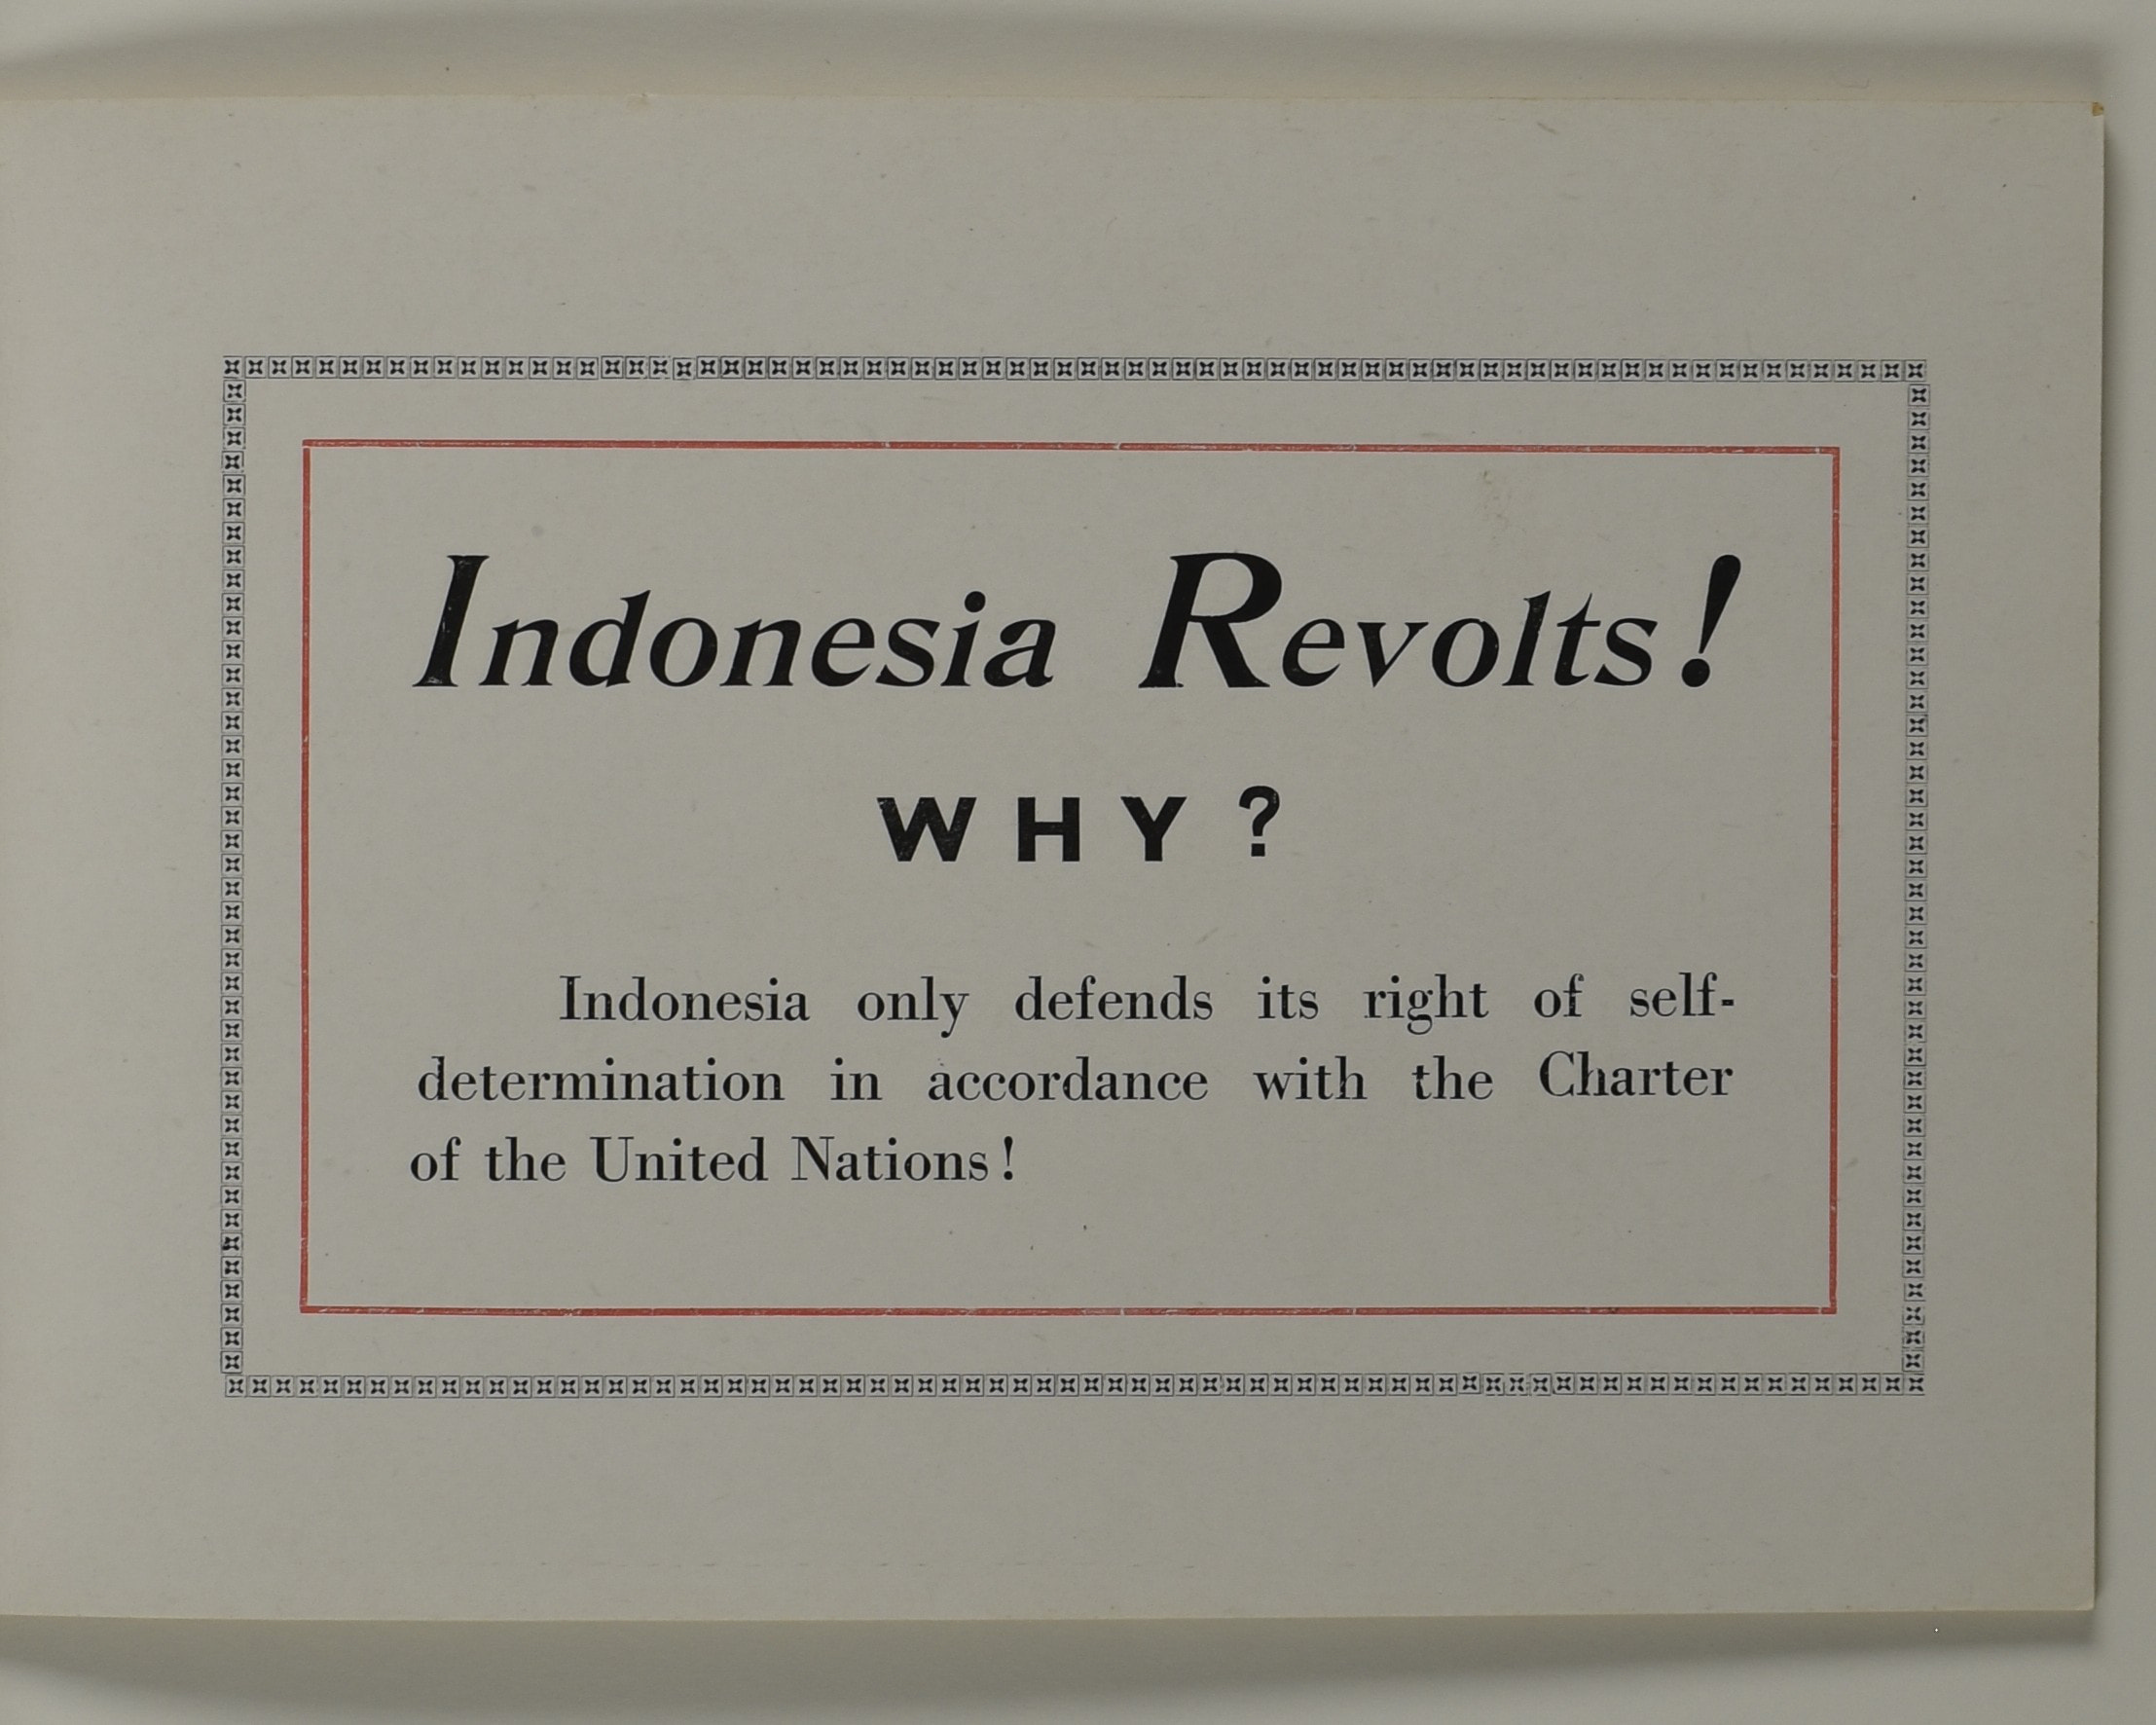 Indonesia Revolts!
WHY?
Indonesia only defends its right of self-
determination in accordance with the Charter
of the United Nations!